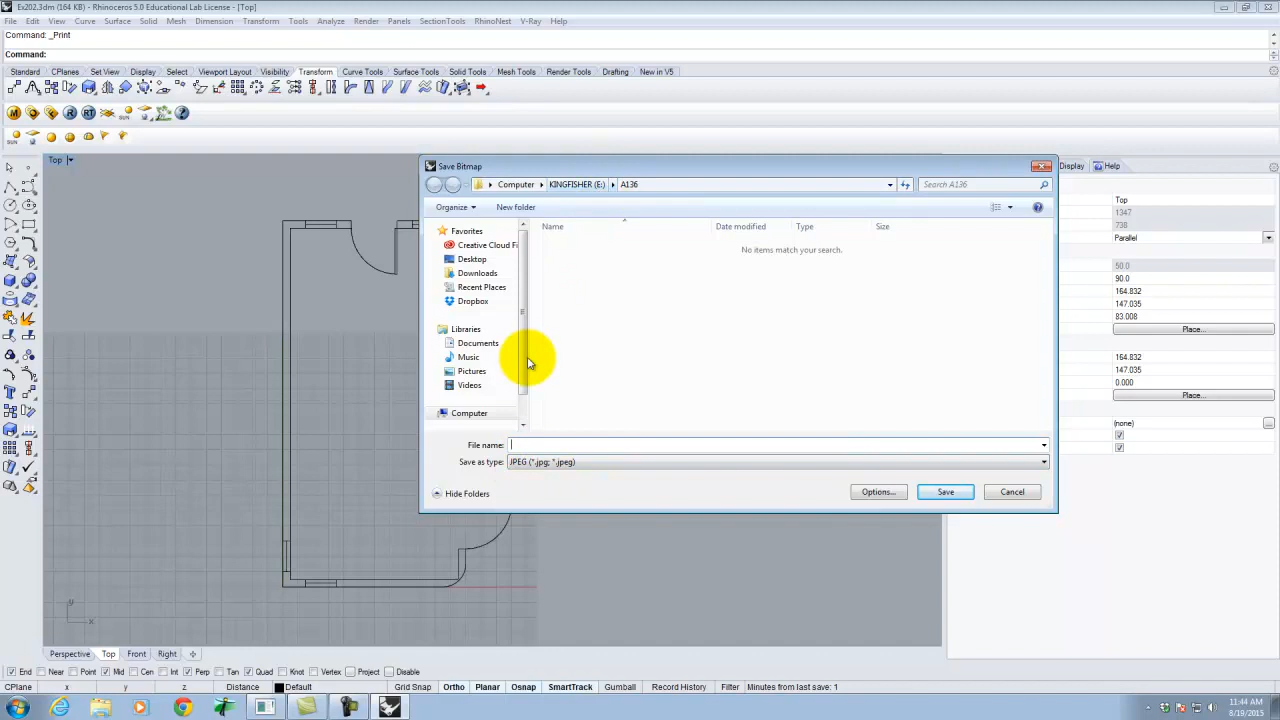 Ex202.3dm (164 KB) - Rhinoceros 5.0 Educational Lab License - [Top]
File Edit View Curve Surface Solid Mesh Dimension Transform Tools Analyze Render Panels SectionTools RhinoNest V-Ray Help
Command: _Print
Command:
Standard CPlanes Set View Display Select Viewport Layout Visibility Transform Curve Tools Surface Tools Solid Tools Mesh Tools Render Tools Drafting New in V5
M R RT SUN ?
SUN
Top
Save Bitmap
Display Help
Computer KINGFISHER (E:) A136 Search A136
Organize New folder
Top
1347
738
Parallel
Name Date modified Type Size
No items match your search.
Favorites
Creative Cloud Fi
Desktop
Downloads
Recent Places
Dropbox
Libraries
Documents
Music
Pictures
Videos
Computer
50.0
90.0
164.832
147.035
83.008
Place...
164.832
147.035
0.000
Place...
(none)
File name:
Save as type: JPEG (*.jpg; *.jpeg)
Hide Folders Options... Save Cancel
y
x
Perspective Top Front Right
End Near Point Mid Cen Int Perp Tan Quad Knot Vertex Project Disable
CPlane x y z Distance Default Grid Snap Ortho Planar Osnap SmartTrack Gumball Record History Filter Minutes from last save: 1
11:44 AM
8/19/2015